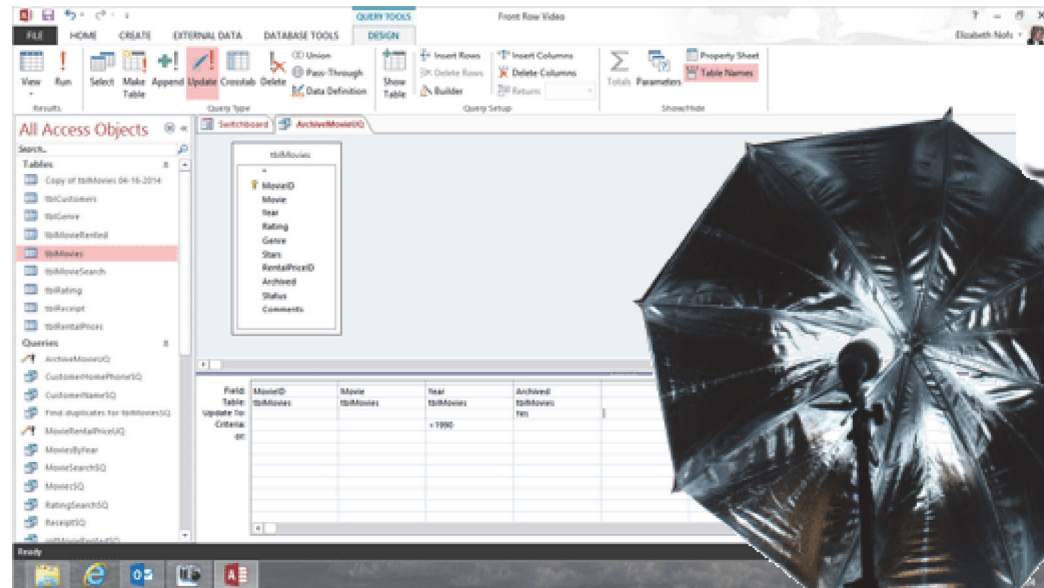 QUERY TOOLS
Front Row Video
FILE HOME CREATE EXTERNAL DATA DATABASE TOOLS DESIGN
Elizabeth Nofs
Union
Insert Rows
Insert Columns
Property Sheet
View Run Select Make Table Append Update Crosstab Delete
Pass-Through
Show Table
Delete Rows
Delete Columns
Totals Parameters
Table Names
Data Definition
Builder
Return:
Results
Query Type
Query Setup
Show/Hide
All Access Objects
Switchboard
ArchiveMovieUQ
Search...
Tables
Copy of tblMovies 04-16-2014
tblCustomers
tblGenre
tblMovieRented
tblMovies
tblMovieSearch
tblRating
tblReceipt
tblRentalPrices
Queries
ArchiveMovieUQ
CustomerHomePhoneSQ
CustomerNameSQ
Find duplicates for tblMoviesSQ
MovieRentalPriceUQ
MoviesByYear
MovieSearchSQ
MoviesSQ
RatingSearchSQ
ReceiptSQ
tblMovies
*
MovieID
Movie
Year
Rating
Genre
Stars
RentalPriceID
Archived
Status
Comments
Field: MovieID Movie Year Archived
Table: tblMovies tblMovies tblMovies tblMovies
Update To: Yes
Criteria: <1990
or:
Ready